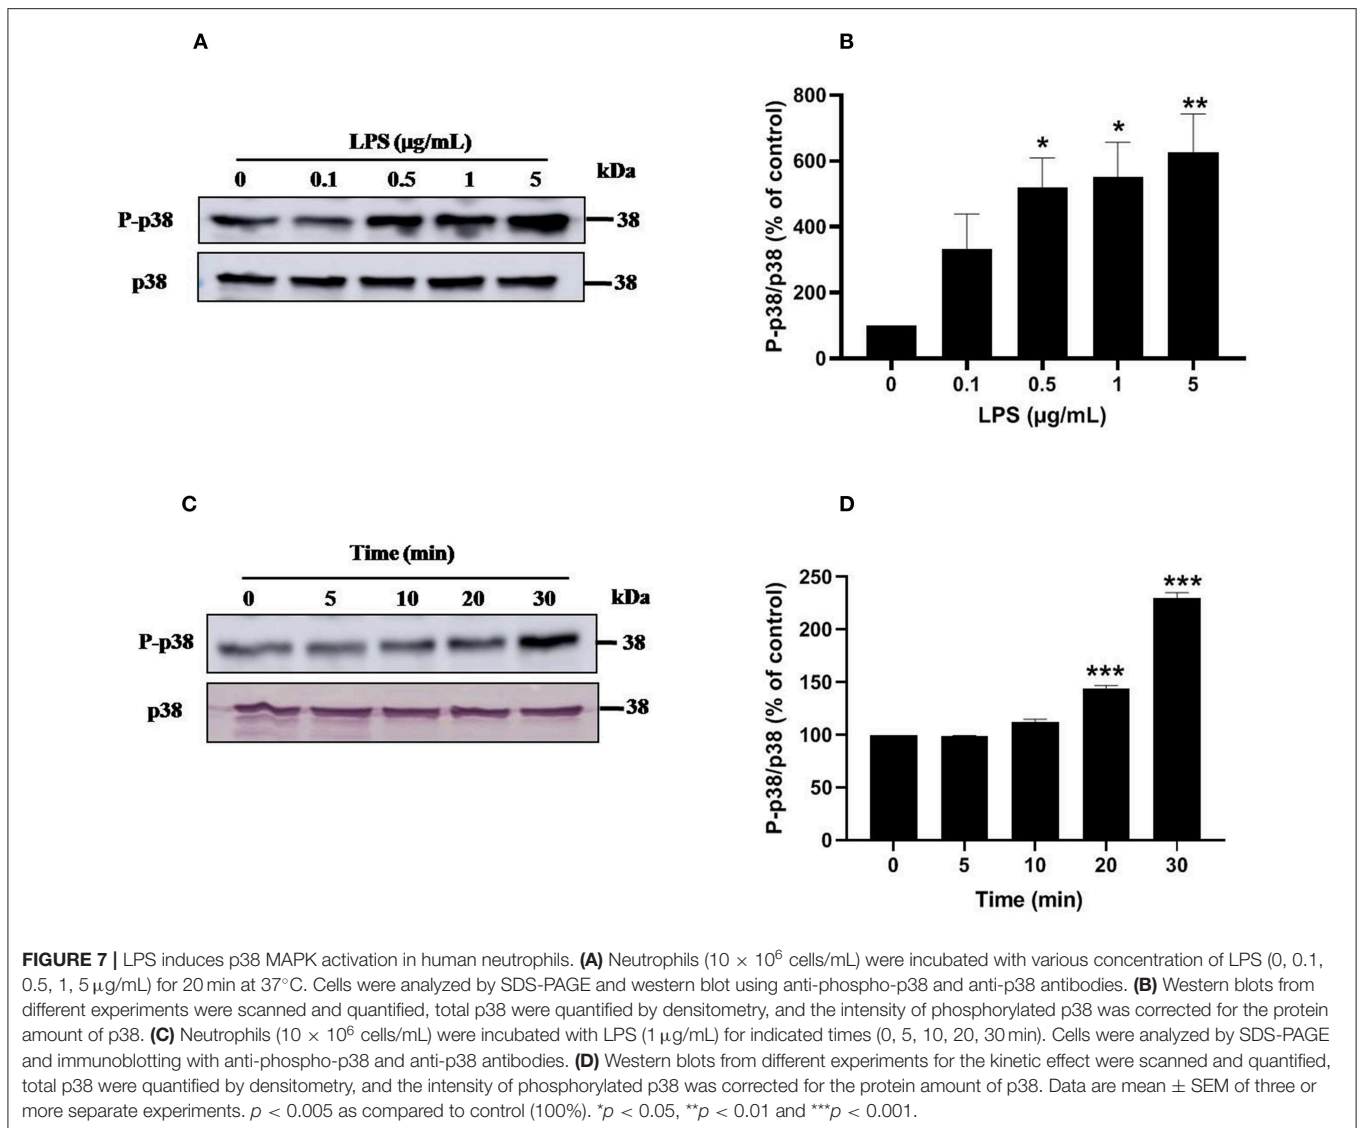 A
LPS (µg/mL)
0 0.1 0.5 1 5 kDa
P-p38 38
p38 38
B
P-p38/p38 (% of control)
800
600
400
200
0
* * **
0 0.1 0.5 1 5
LPS (µg/mL)
C
Time (min)
0 5 10 20 30 kDa
P-p38 38
p38 38
D
P-p38/p38 (% of control)
250
200
150
100
50
0
*** ***
0 5 10 20 30
Time (min)
FIGURE 7 | LPS induces p38 MAPK activation in human neutrophils. (A) Neutrophils (10 × 10⁶ cells/mL) were incubated with various concentration of LPS (0, 0.1,
0.5, 1, 5 µg/mL) for 20 min at 37°C. Cells were analyzed by SDS-PAGE and western blot using anti-phospho-p38 and anti-p38 antibodies. (B) Western blots from
different experiments were scanned and quantified, total p38 were quantified by densitometry, and the intensity of phosphorylated p38 was corrected for the protein
amount of p38. (C) Neutrophils (10 × 10⁶ cells/mL) were incubated with LPS (1 µg/mL) for indicated times (0, 5, 10, 20, 30 min). Cells were analyzed by SDS-PAGE
and immunoblotting with anti-phospho-p38 and anti-p38 antibodies. (D) Western blots from different experiments for the kinetic effect were scanned and quantified,
total p38 were quantified by densitometry, and the intensity of phosphorylated p38 was corrected for the protein amount of p38. Data are mean ± SEM of three or
more separate experiments. p < 0.005 as compared to control (100%). *p < 0.05, **p < 0.01 and ***p < 0.001.